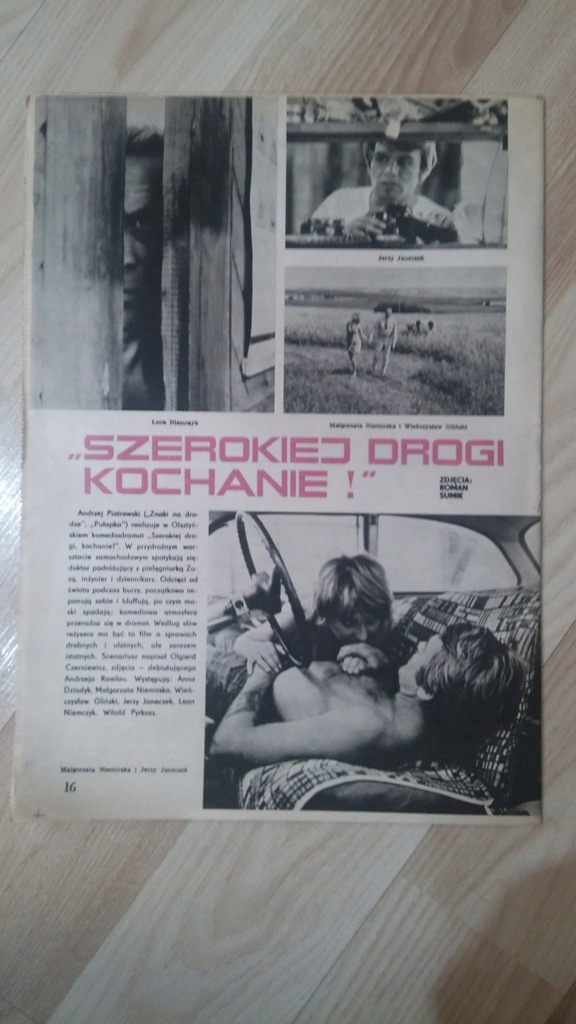 Jerzy Janeczek
Leon Niemczyk
Małgorzata Niemirska i Wieńczysław Gliński
„SZEROKIEJ DROGI
KOCHANIE !"
ZDJĘCIA:
ROMAN
SUMIK
Andrzej Piotrowski („Znaki na dro-
dze", „Pułapka") realizuje w Olsztyń-
skiem komediodramat „Szerokiej dro-
gi, kochanie!". W przydrożnym war-
sztacie samochodowym spotykają się:
doktor podróżujący z pielęgniarką Zu-
zą, inżynier i dziennikarz. Odcięci od
świata podczas burzy, początkowo im-
ponują sobie i bluffują, po czym ma-
ski spadają; komediowa atmosfera
przeradza się w dramat. Według słów
reżysera ma być to film o sprawach
drobnych i ulotnych, ale zarazem
istotnych. Scenariusz napisał Olgierd
Czerniewicz, zdjęcia – debiutującego
Andrzeja Ramlau. Występują: Anna
Dziadyk, Małgorzata Niemirska, Wień-
czysław Gliński, Jerzy Janeczek, Leon
Niemczyk, Witold Pyrkosz.
Małgorzata Niemirska i Jerzy Janeczek
16